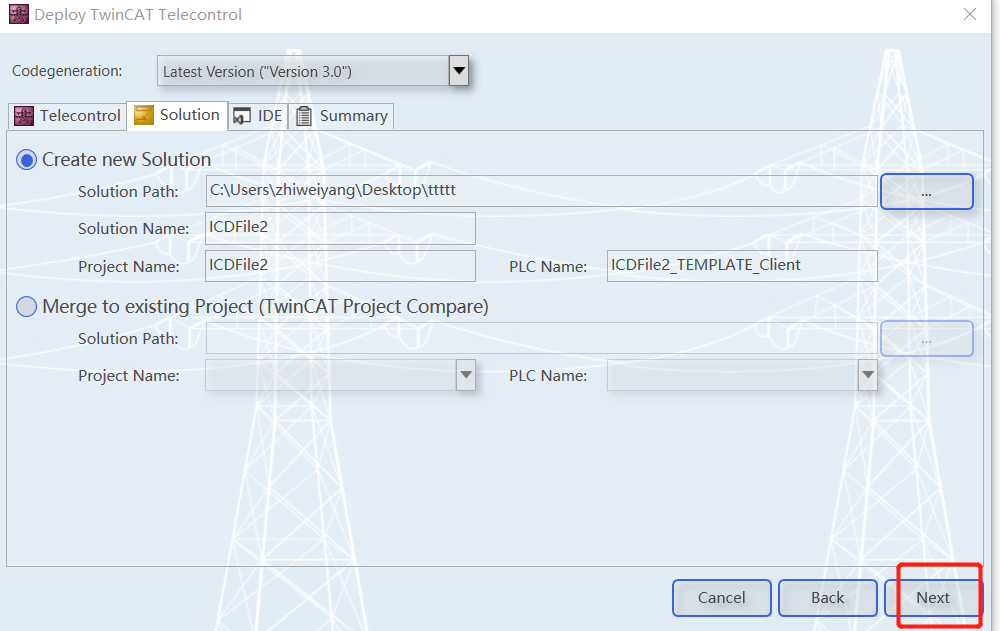 Deploy TwinCAT Telecontrol
Codegeneration: Latest Version ("Version 3.0")
Telecontrol Solution IDE Summary
Create new Solution
Solution Path: C:\Users\zhiweiyang\Desktop\ttttt ...
Solution Name: ICDFile2
Project Name: ICDFile2 PLC Name: ICDFile2_TEMPLATE_Client
Merge to existing Project (TwinCAT Project Compare)
Solution Path: ...
Project Name: PLC Name:
Cancel Back Next